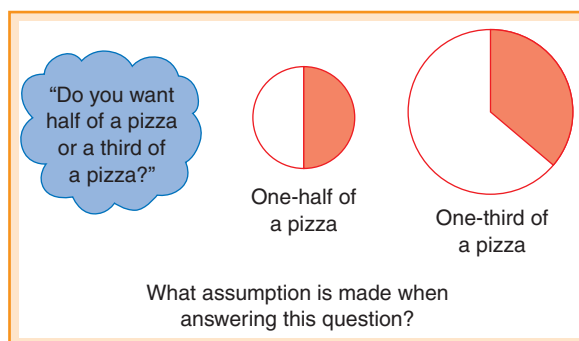 “Do you want
half of a pizza
or a third of
a pizza?”
One-half of
a pizza
One-third of
a pizza
What assumption is made when
answering this question?